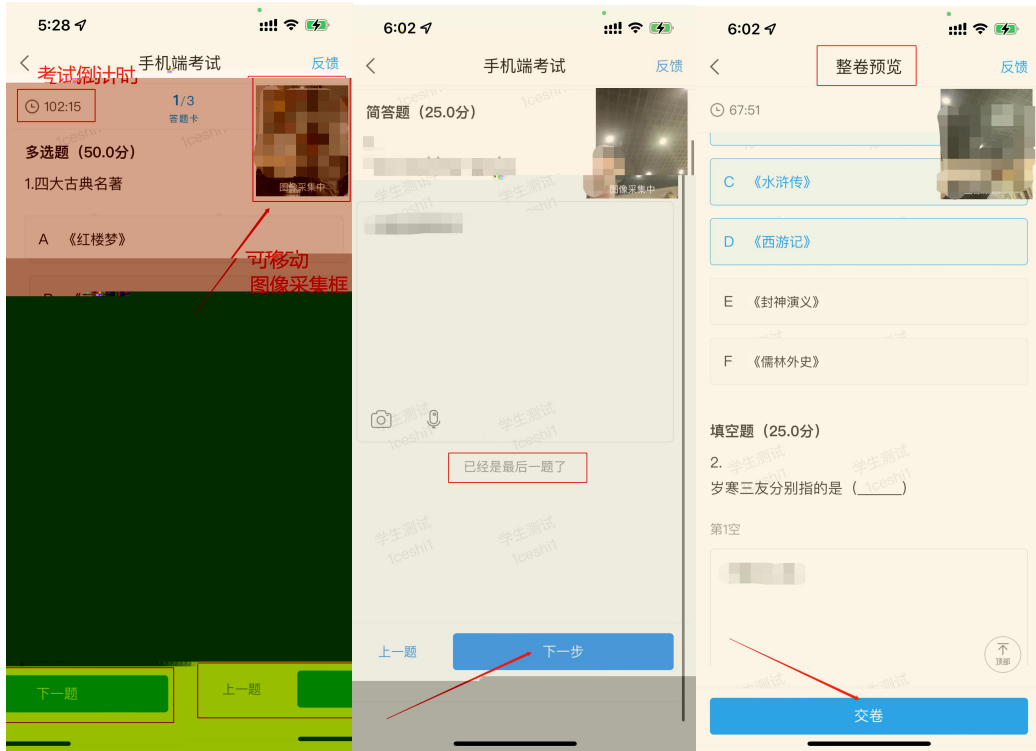 5:28
手机端考试
反馈
考试倒计时
102:15
1/3
答题卡
多选题（50.0分）
1.四大古典名著
图像采集中
A 《红楼梦》
可移动
图像采集框
下一题
上一题
6:02
手机端考试
反馈
简答题（25.0分）
图像采集中
已经是最后一题了
学生测试
1ceshi1
上一题
下一步
6:02
整卷预览
反馈
67:51
C 《水浒传》
D 《西游记》
E 《封神演义》
F 《儒林外史》
填空题（25.0分）
2.
岁寒三友分别指的是（______）
第1空
顶部
交卷